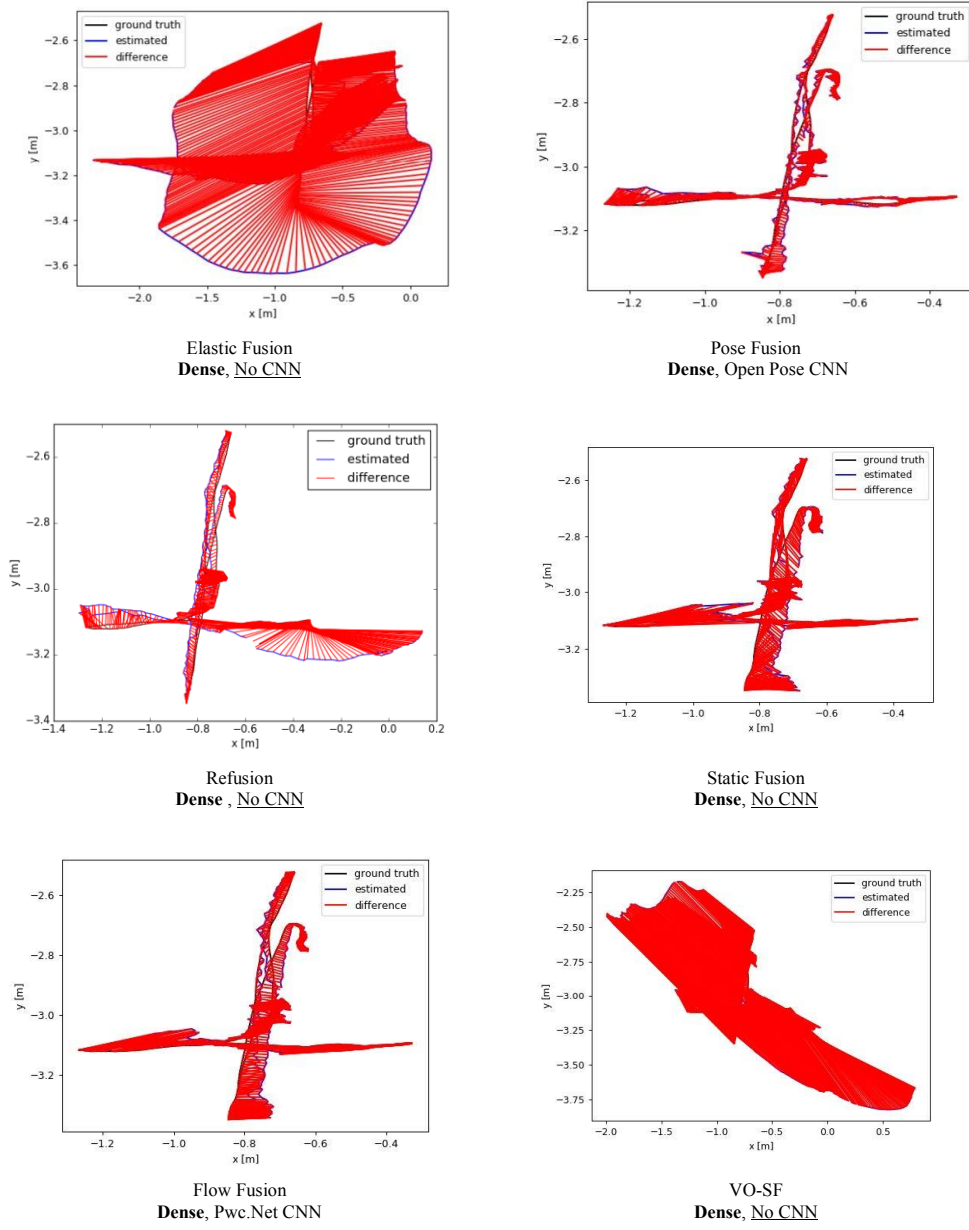 ground truth
estimated
difference
−2.6
−2.8
−3.0
−3.2
−3.4
−3.6
y [m]
−2.0 −1.5 −1.0 −0.5 0.0
x [m]
Elastic Fusion
Dense, No CNN
ground truth
estimated
difference
−2.6
−2.8
−3.0
−3.2
y [m]
−1.2 −1.0 −0.8 −0.6 −0.4
x [m]
Pose Fusion
Dense, Open Pose CNN
ground truth
estimated
difference
−2.6
−2.8
−3.0
−3.2
−3.4
y [m]
−1.4 −1.2 −1.0 −0.8 −0.6 −0.4 −0.2 0.0 0.2
x [m]
Refusion
Dense , No CNN
ground truth
estimated
difference
−2.6
−2.8
−3.0
−3.2
y [m]
−1.2 −1.0 −0.8 −0.6 −0.4
x [m]
Static Fusion
Dense, No CNN
ground truth
estimated
difference
−2.6
−2.8
−3.0
−3.2
y [m]
−1.2 −1.0 −0.8 −0.6 −0.4
x [m]
Flow Fusion
Dense, Pwc.Net CNN
ground truth
estimated
difference
−2.25
−2.50
−2.75
−3.00
−3.25
−3.50
−3.75
y [m]
−2.0 −1.5 −1.0 −0.5 0.0 0.5
x [m]
VO-SF
Dense, No CNN